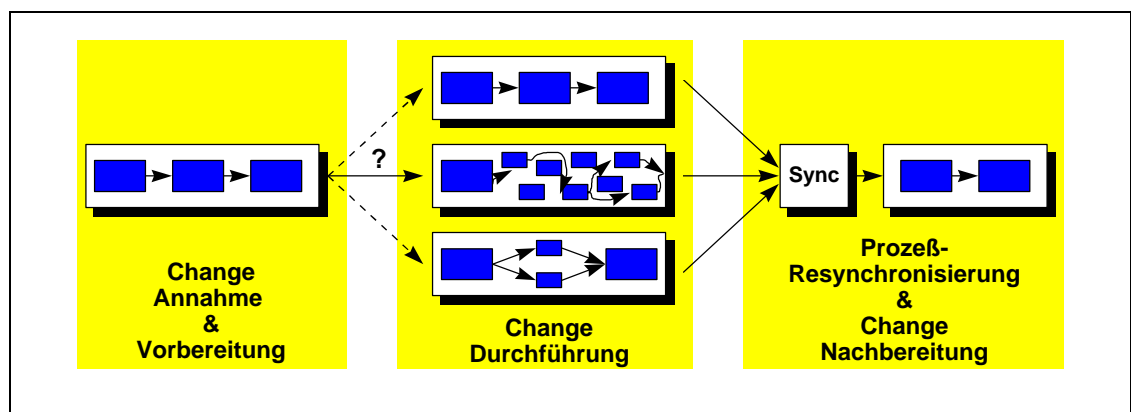 ?
Sync
Change
Annahme
&
Vorbereitung
Change
Durchführung
Prozeß-
Resynchronisierung
&
Change
Nachbereitung